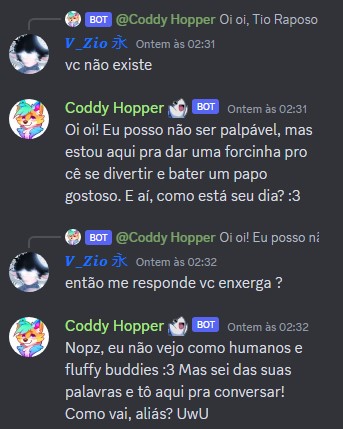 BOT @Coddy Hopper Oi oi, Tio Raposo
V_Zio 永 Ontem às 02:31
vc não existe
Coddy Hopper BOT Ontem às 02:31
Oi oi! Eu posso não ser palpável, mas
estou aqui pra dar uma forcinha pro
cê se divertir e bater um papo
gostoso. E aí, como está seu dia? :3
BOT @Coddy Hopper Oi oi! Eu posso
V_Zio 永 Ontem às 02:32
então me responde vc enxerga ?
Coddy Hopper BOT Ontem às 02:32
Nopz, eu não vejo como humanos e
fluffy buddies :3 Mas sei das suas
palavras e tô aqui pra conversar!
Como vai, aliás? UwU